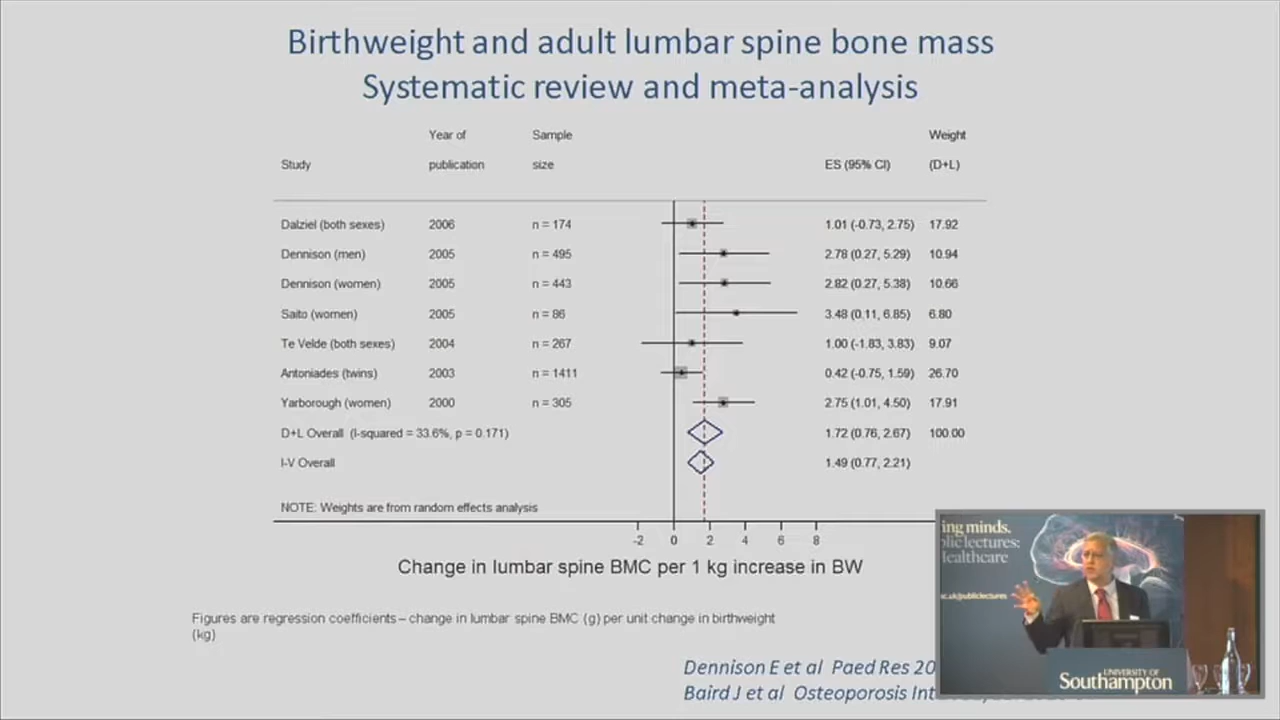 Birthweight and adult lumbar spine bone mass
Systematic review and meta-analysis
Year of Sample Weight
Study publication size ES (95% CI) (D+L)
Dalziel (both sexes) 2006 n = 174 1.01 (-0.73, 2.75) 17.92
Dennison (men) 2005 n = 495 2.78 (0.27, 5.29) 10.94
Dennison (women) 2005 n = 443 2.82 (0.27, 5.38) 10.66
Saito (women) 2005 n = 86 3.48 (0.11, 6.85) 6.80
Te Velde (both sexes) 2004 n = 267 1.00 (-1.83, 3.83) 9.07
Antoniades (twins) 2003 n = 1411 0.42 (-0.75, 1.59) 26.70
Yarborough (women) 2000 n = 305 2.75 (1.01, 4.50) 17.91
D+L Overall (I-squared = 33.6%, p = 0.171) 1.72 (0.76, 2.67) 100.00
I-V Overall 1.49 (0.77, 2.21)
NOTE: Weights are from random effects analysis
-2 0 2 4 6 8
Change in lumbar spine BMC per 1 kg increase in BW
Figures are regression coefficients – change in lumbar spine BMC (g) per unit change in birthweight
(kg)
Dennison E et al Paed Res 20
Baird J et al Osteoporosis Int
ing minds.
blic lectures:
Healthcare
ac.uk/publiclectures
UNIVERSITY OF
Southampton